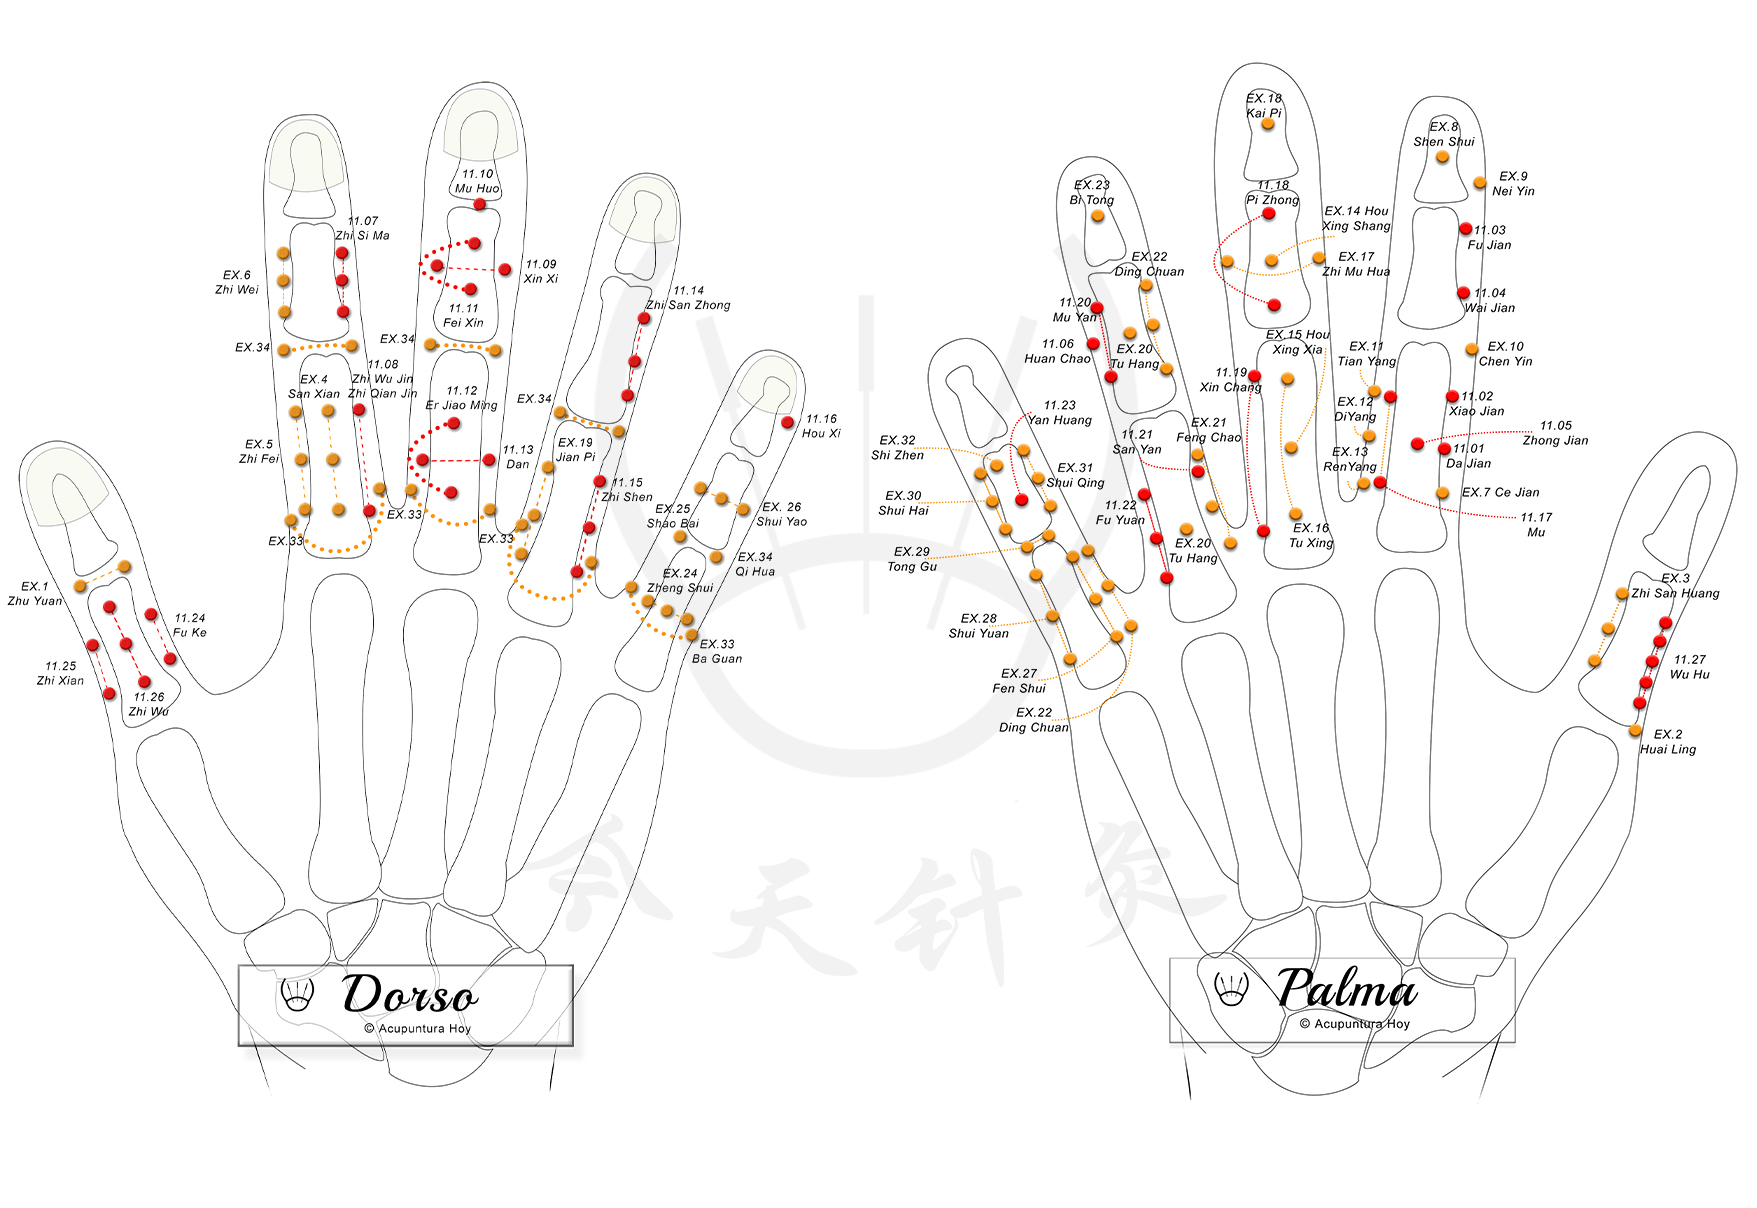 11.10
Mu Huo
11.07
Zhi Si Ma
EX.6
Zhi Wei
11.09
Xin Xi
11.11
Fei Xin
11.14
Zhi San Zhong
EX.34
EX.34
11.08
Zhi Wu Jin
Zhi Qian Jin
EX.4
San Xian
11.12
Er Jiao Ming
EX.34
11.16
Hou Xi
EX.5
Zhi Fei
11.13
Dan
EX.19
Jian Pi
11.15
Zhi Shen
EX.33
EX.33
EX.33
EX.25
Shao Bai
EX. 26
Shui Yao
EX.34
Qi Hua
EX.24
Zheng Shui
EX.33
Ba Guan
EX.1
Zhu Yuan
11.24
Fu Ke
11.25
Zhi Xian
11.26
Zhi Wu
Dorso
© Acupuntura Hoy
EX.18
Kai Pi
EX.8
Shen Shui
EX.9
Nei Yin
EX.23
Bi Tong
11.18
Pi Zhong
EX.14 Hou
Xing Shang
11.03
Fu Jian
EX.22
Ding Chuan
EX.17
Zhi Mu Hua
11.20
Mu Yan
11.04
Wai Jian
11.06
Huan Chao
EX.20
Tu Hang
EX.15 Hou
Xing Xia
EX.11
Tian Yang
EX.10
Chen Yin
11.19
Xin Chang
11.02
Xiao Jian
EX.12
DiYang
11.23
Yan Huang
11.21
San Yan
EX.21
Feng Chao
11.05
Zhong Jian
11.01
Da Jian
EX.32
Shi Zhen
EX.13
RenYang
EX.31
Shui Qing
EX.7 Ce Jian
EX.30
Shui Hai
11.22
Fu Yuan
11.17
Mu
EX.16
Tu Xing
EX.20
Tu Hang
EX.29
Tong Gu
EX.3
Zhi San Huang
EX.28
Shui Yuan
11.27
Wu Hu
EX.27
Fen Shui
EX.22
Ding Chuan
EX.2
Huai Ling
Palma
© Acupuntura Hoy
今天针灸